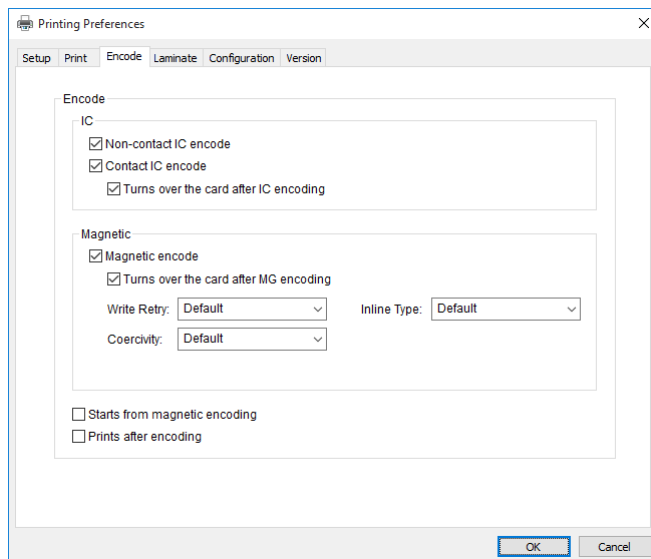 Printing Preferences
Setup Print Encode Laminate Configuration Version
Encode
IC
Non-contact IC encode
Contact IC encode
Turns over the card after IC encoding
Magnetic
Magnetic encode
Turns over the card after MG encoding
Write Retry: Default Inline Type: Default
Coercivity: Default
Starts from magnetic encoding
Prints after encoding
OK Cancel